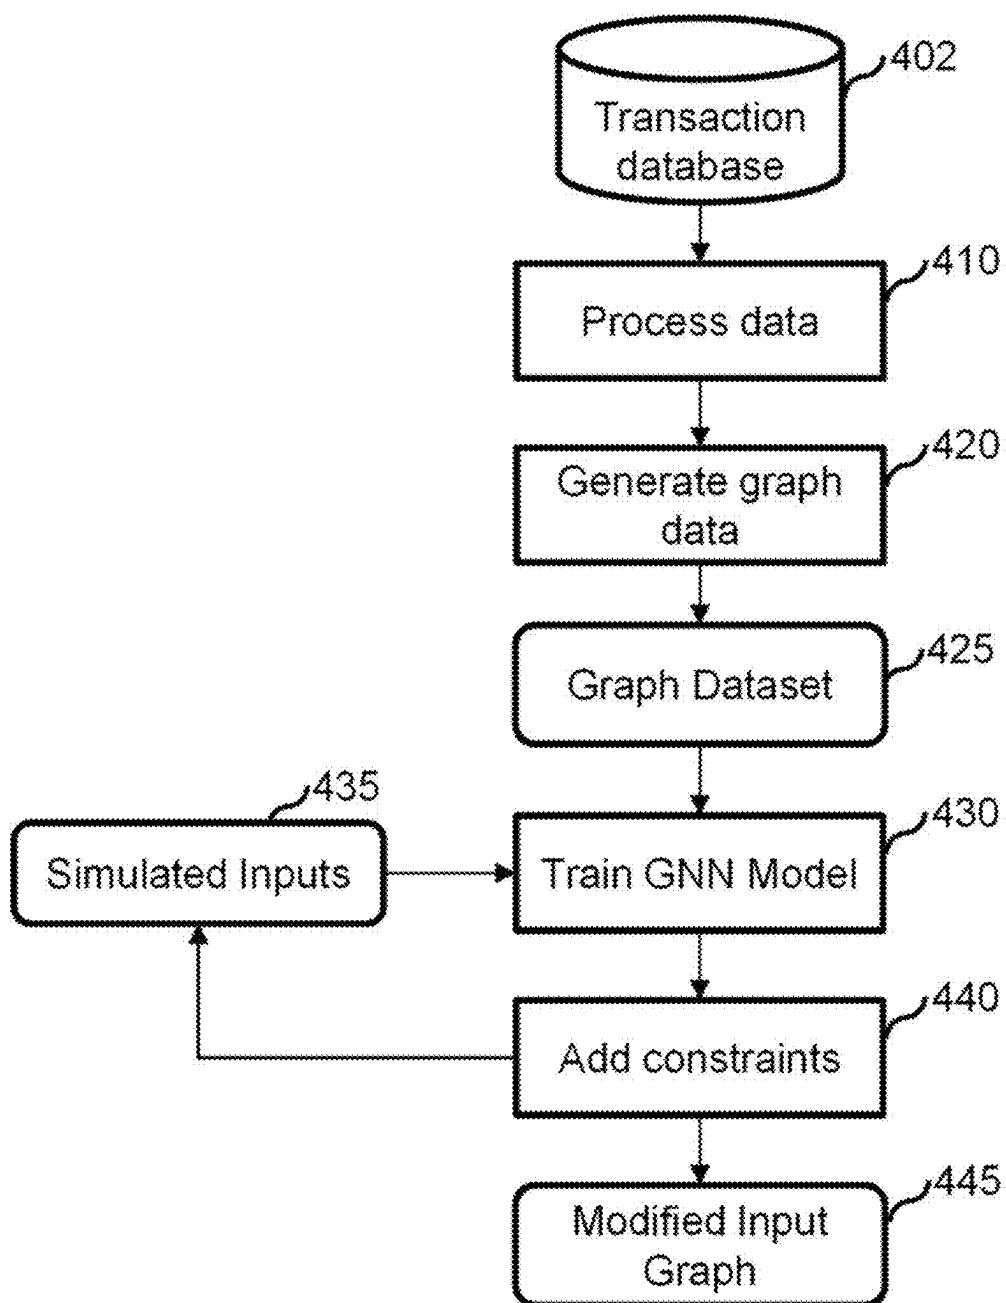 402
Transaction
database
410
Process data
420
Generate graph
data
425
Graph Dataset
435
Simulated Inputs
430
Train GNN Model
440
Add constraints
445
Modified Input
Graph